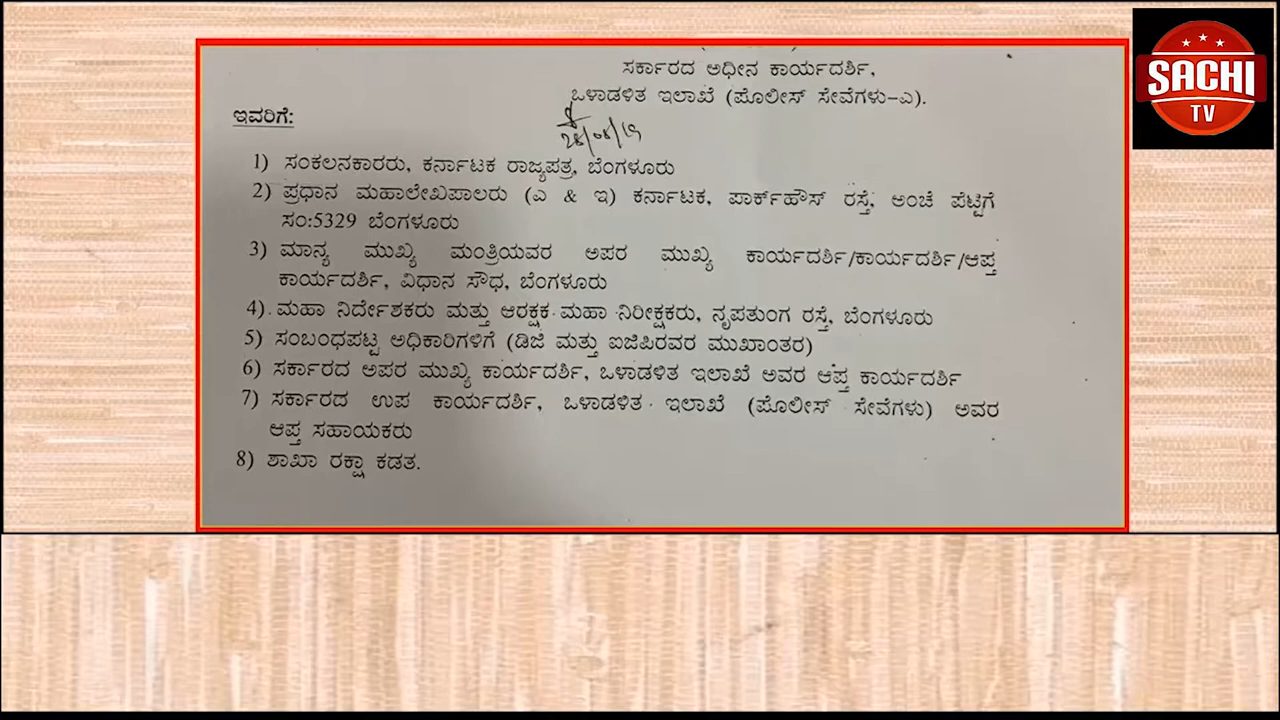 SACHI
TV
ಸರ್ಕಾರದ ಅಧೀನ ಕಾರ್ಯದರ್ಶಿ,
ಒಳಾಡಳಿತ ಇಲಾಖೆ (ಪೊಲೀಸ್ ಸೇವೆಗಳು-ಎ).
ಇವರಿಗೆ:
1) ಸಂಕಲನಕಾರರು, ಕರ್ನಾಟಕ ರಾಜ್ಯಪತ್ರ, ಬೆಂಗಳೂರು
2) ಪ್ರಧಾನ ಮಹಾಲೇಖಪಾಲರು (ಎ & ಇ) ಕರ್ನಾಟಕ, ಪಾರ್ಕ್‌ಹೌಸ್ ರಸ್ತೆ, ಅಂಚೆ ಪೆಟ್ಟಿಗೆ
ಸಂ:5329 ಬೆಂಗಳೂರು
3) ಮಾನ್ಯ ಮುಖ್ಯ ಮಂತ್ರಿಯವರ ಅಪರ ಮುಖ್ಯ ಕಾರ್ಯದರ್ಶಿ/ಕಾರ್ಯದರ್ಶಿ/ಆಪ್ತ
ಕಾರ್ಯದರ್ಶಿ, ವಿಧಾನ ಸೌಧ, ಬೆಂಗಳೂರು
4) ಮಹಾ ನಿರ್ದೇಶಕರು ಮತ್ತು ಆರಕ್ಷಕ ಮಹಾ ನಿರೀಕ್ಷಕರು, ನೃಪತುಂಗ ರಸ್ತೆ, ಬೆಂಗಳೂರು
5) ಸಂಬಂಧಪಟ್ಟ ಅಧಿಕಾರಿಗಳಿಗೆ (ಡಿಜಿ ಮತ್ತು ಐಜಿಪಿರವರ ಮುಖಾಂತರ)
6) ಸರ್ಕಾರದ ಅಪರ ಮುಖ್ಯ ಕಾರ್ಯದರ್ಶಿ, ಒಳಾಡಳಿತ ಇಲಾಖೆ ಅವರ ಆಪ್ತ ಕಾರ್ಯದರ್ಶಿ
7) ಸರ್ಕಾರದ ಉಪ ಕಾರ್ಯದರ್ಶಿ, ಒಳಾಡಳಿತ ಇಲಾಖೆ (ಪೊಲೀಸ್ ಸೇವೆಗಳು) ಅವರ
ಆಪ್ತ ಸಹಾಯಕರು
8) ಶಾಖಾ ರಕ್ಷಾ ಕಡತ.